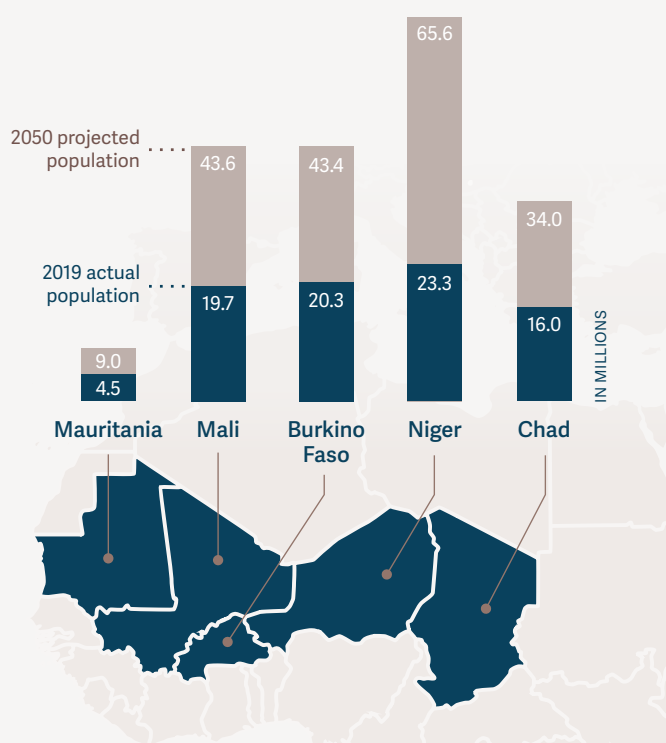 65.6
2050 projected
population
43.6
43.4
34.0
2019 actual
population
19.7
20.3
23.3
16.0
9.0
4.5
IN MILLIONS
Mauritania
Mali
Burkino
Faso
Niger
Chad